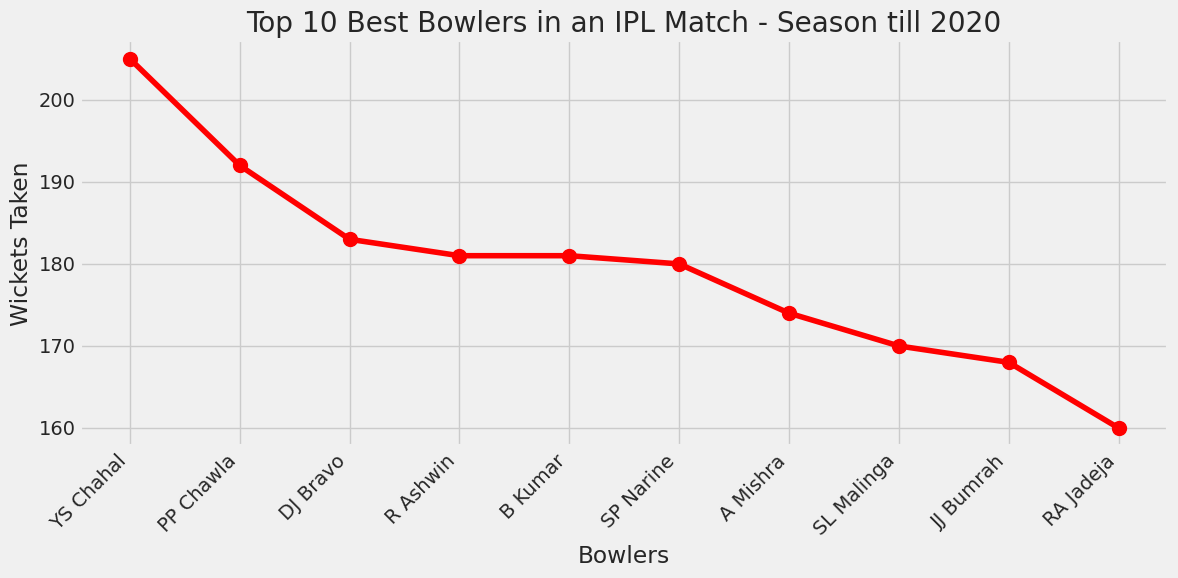 Top 10 Best Bowlers in an IPL Match - Season till 2020
Wickets Taken
200
190
180
170
160
YS Chahal
PP Chawla
DJ Bravo
R Ashwin
B Kumar
SP Narine
A Mishra
SL Malinga
JJ Bumrah
RA Jadeja
Bowlers